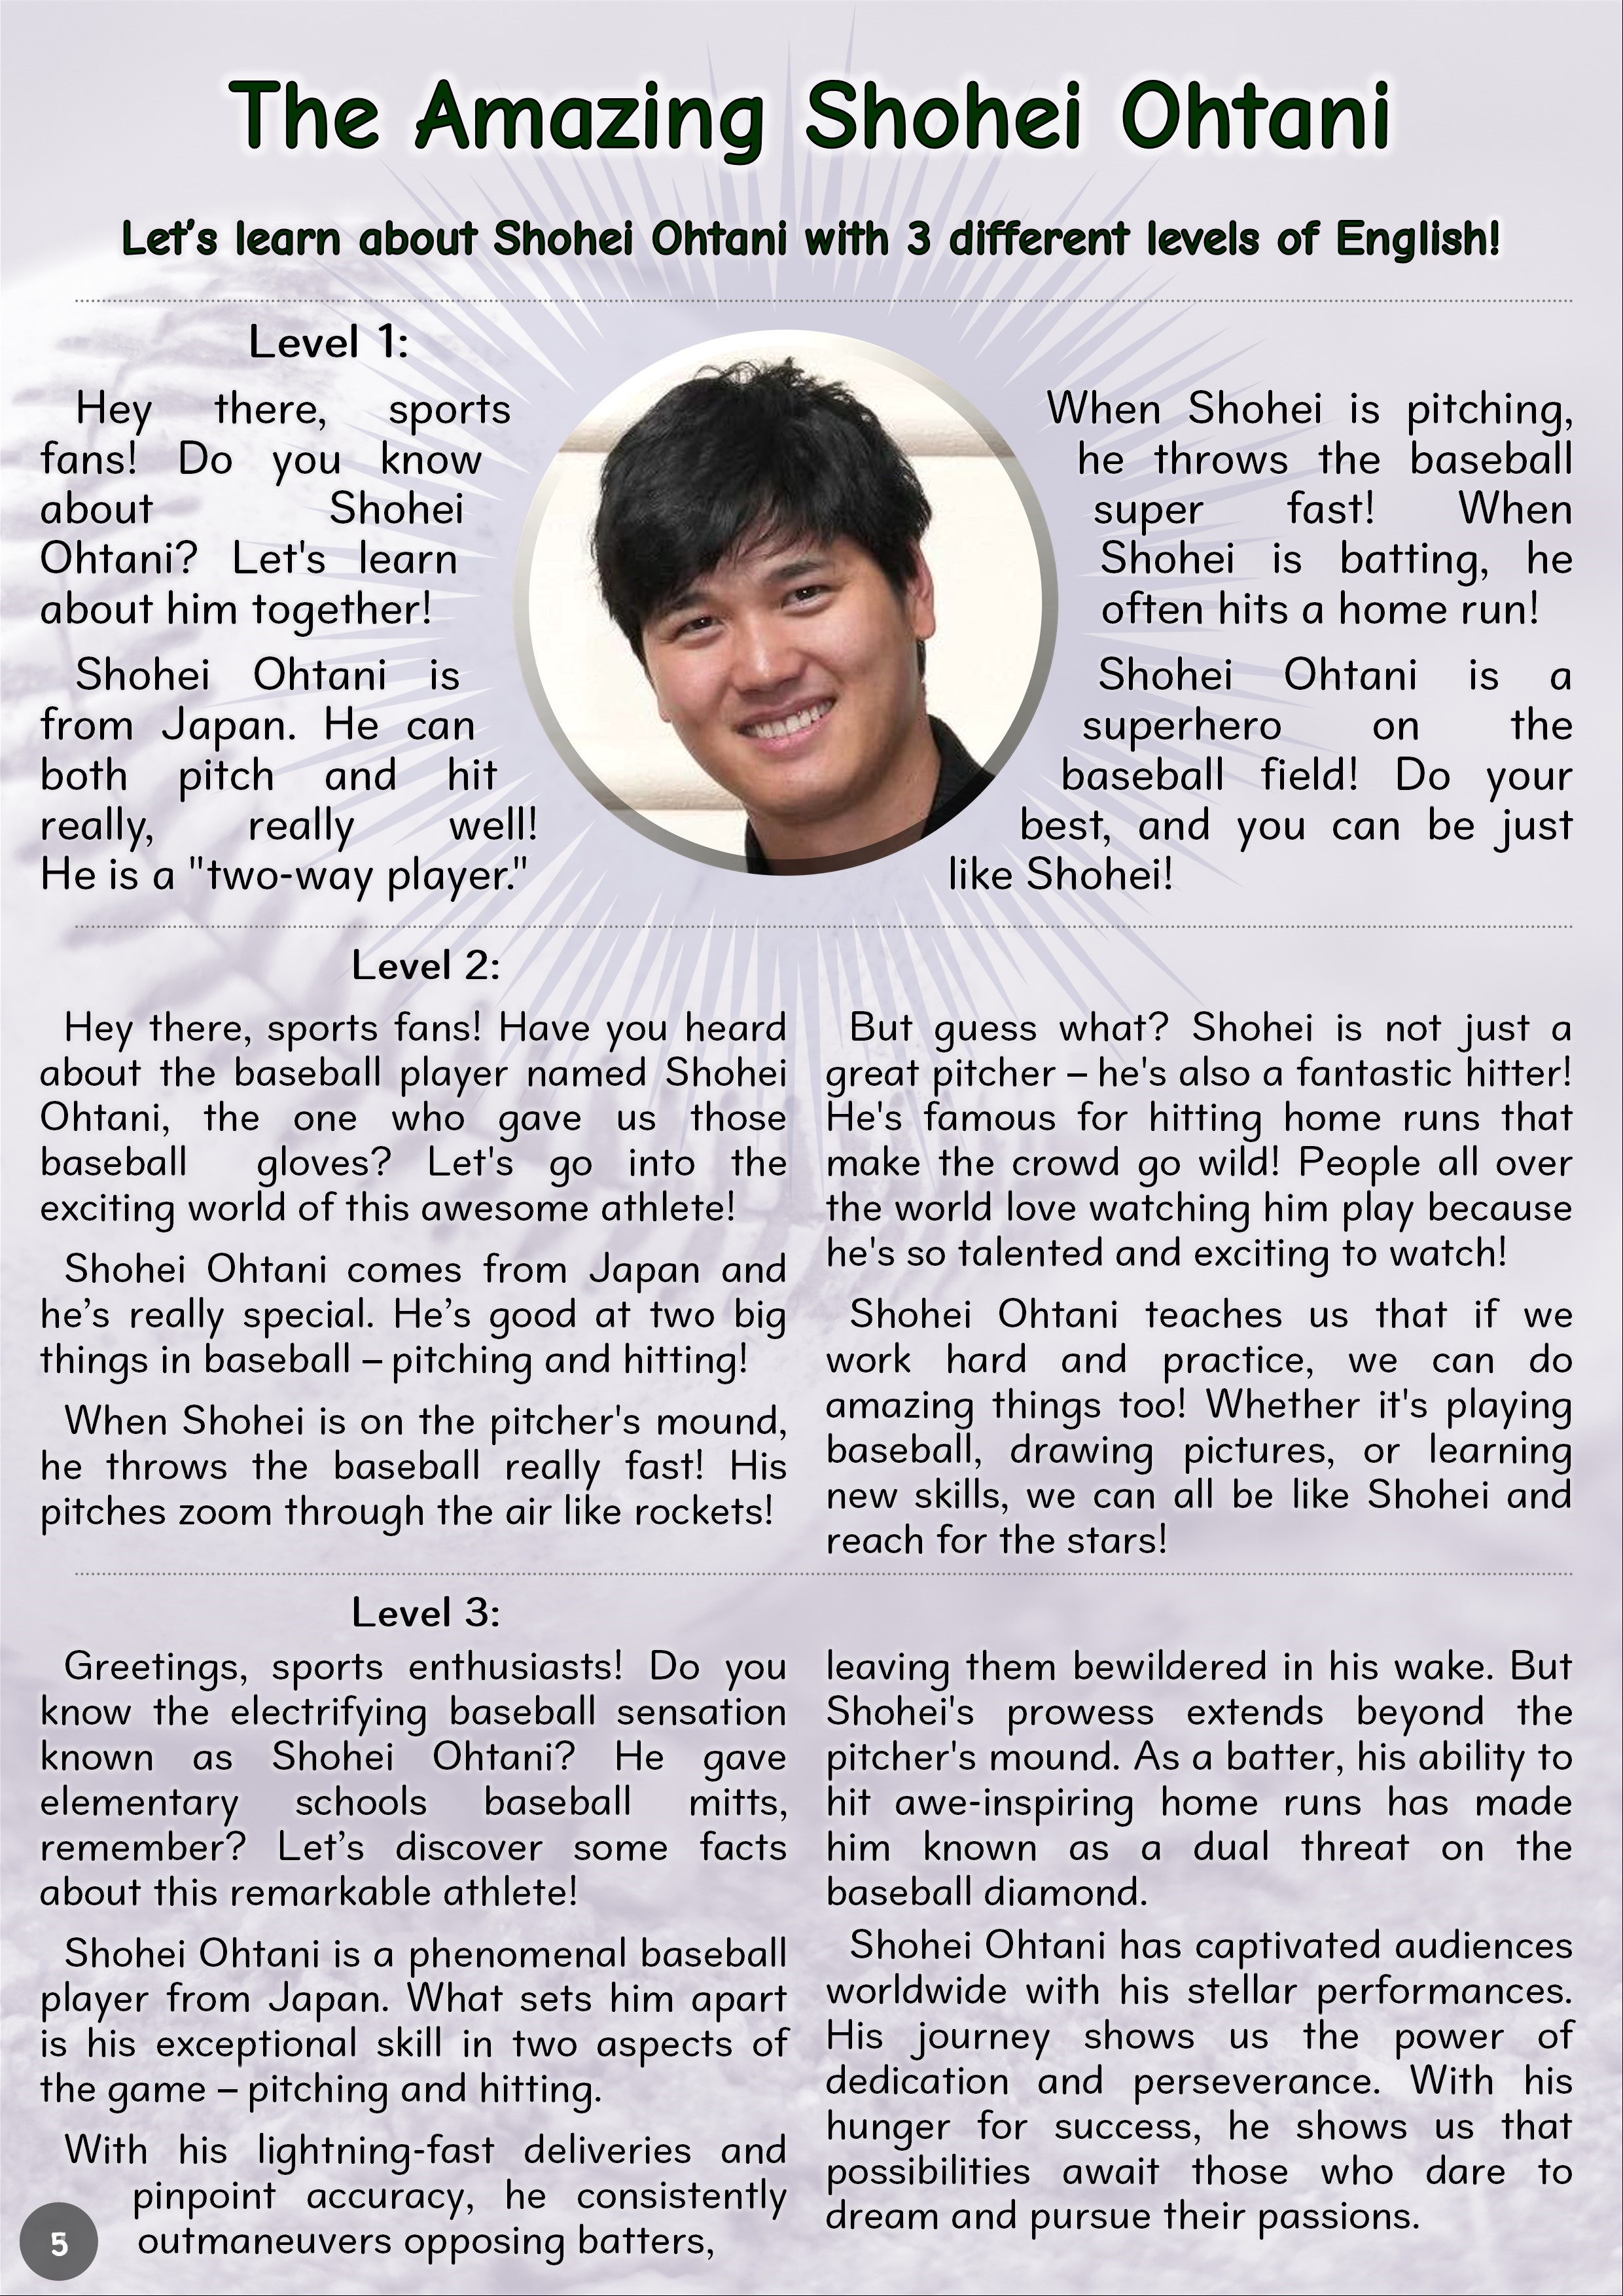 The Amazing Shohei Ohtani
Let’s learn about Shohei Ohtani with 3 different levels of English!
Level 1:
Hey there, sports
fans! Do you know
about Shohei
Ohtani? Let's learn
about him together!
Shohei Ohtani is
from Japan. He can
both pitch and hit
really, really well!
He is a "two-way player."
When Shohei is pitching,
he throws the baseball
super fast! When
Shohei is batting, he
often hits a home run!
Shohei Ohtani is a
superhero on the
baseball field! Do your
best, and you can be just
like Shohei!
Level 2:
Hey there, sports fans! Have you heard
about the baseball player named Shohei
Ohtani, the one who gave us those
baseball gloves? Let's go into the
exciting world of this awesome athlete!
Shohei Ohtani comes from Japan and
he’s really special. He’s good at two big
things in baseball – pitching and hitting!
When Shohei is on the pitcher's mound,
he throws the baseball really fast! His
pitches zoom through the air like rockets!
But guess what? Shohei is not just a
great pitcher – he's also a fantastic hitter!
He's famous for hitting home runs that
make the crowd go wild! People all over
the world love watching him play because
he's so talented and exciting to watch!
Shohei Ohtani teaches us that if we
work hard and practice, we can do
amazing things too! Whether it's playing
baseball, drawing pictures, or learning
new skills, we can all be like Shohei and
reach for the stars!
Level 3:
Greetings, sports enthusiasts! Do you
know the electrifying baseball sensation
known as Shohei Ohtani? He gave
elementary schools baseball mitts,
remember? Let’s discover some facts
about this remarkable athlete!
Shohei Ohtani is a phenomenal baseball
player from Japan. What sets him apart
is his exceptional skill in two aspects of
the game – pitching and hitting.
With his lightning-fast deliveries and
pinpoint accuracy, he consistently
outmaneuvers opposing batters,
leaving them bewildered in his wake. But
Shohei's prowess extends beyond the
pitcher's mound. As a batter, his ability to
hit awe-inspiring home runs has made
him known as a dual threat on the
baseball diamond.
Shohei Ohtani has captivated audiences
worldwide with his stellar performances.
His journey shows us the power of
dedication and perseverance. With his
hunger for success, he shows us that
possibilities await those who dare to
dream and pursue their passions.
5